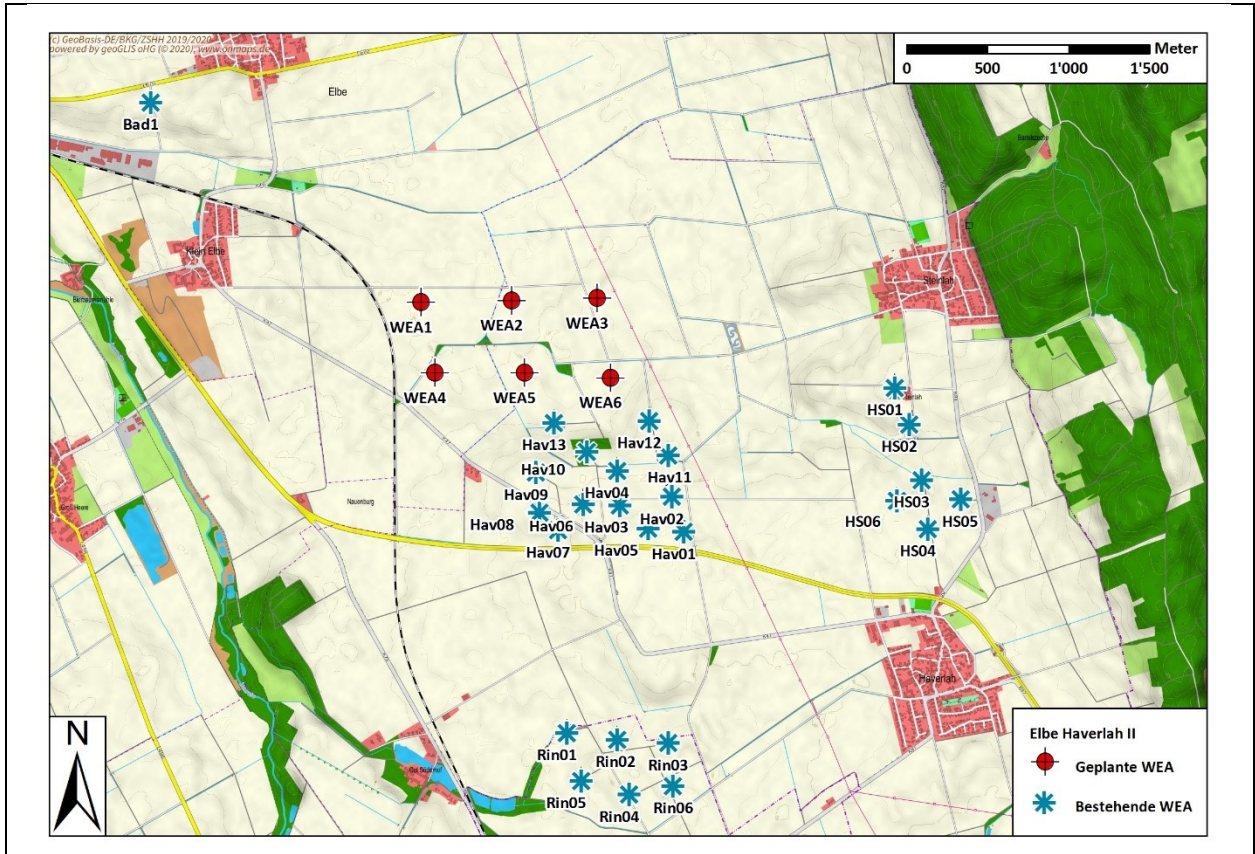 (c) GeoBasis-DE/BKG/ZSHH 2019/2020
powered by geoGLIS oHG (© 2020), www.onmaps.de
Meter
0 500 1'000 1'500
Elbe
Bad1
Klein Elbe
Steinlah
WEA1
WEA2
WEA3
WEA4
WEA5
WEA6
HS01
HS02
Hav13
Hav12
Hav10
Hav11
Hav09
Hav04
Nauenburg
Hav08
Hav06
Hav03
Hav02
HS03
HS05
HS06
HS04
Hav07
Hav05
Hav01
Groß Heere
Haverlah
Rin01
Rin02
Rin03
Rin05
Rin04
Rin06
N
Elbe Haverlah II
Geplante WEA
Bestehende WEA